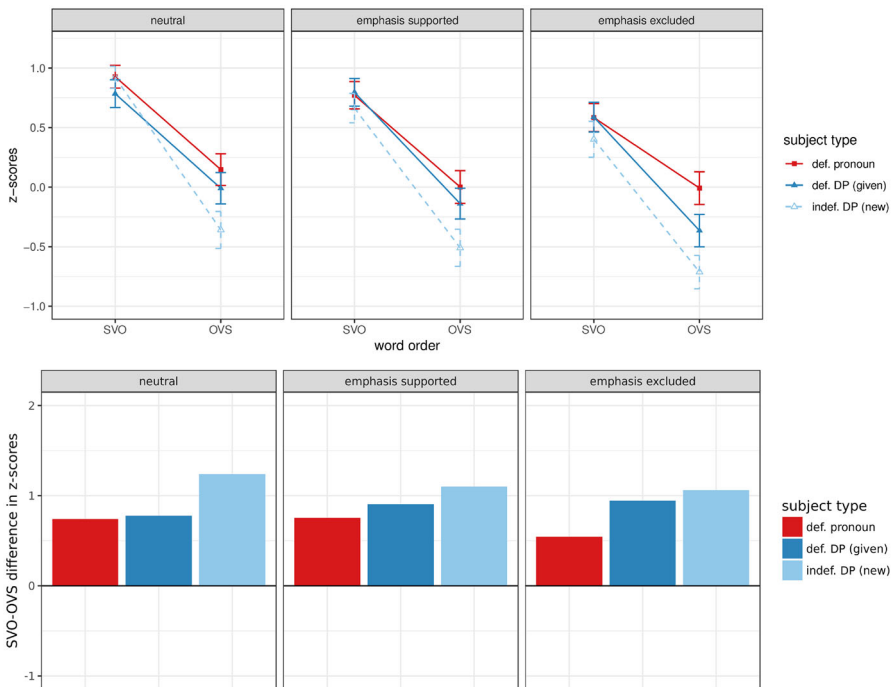 neutral
emphasis supported
emphasis excluded
1.0
0.5
0.0
−0.5
−1.0
z−scores
SVO
OVS
SVO
OVS
SVO
OVS
word order
subject type
def. pronoun
def. DP (given)
indef. DP (new)
neutral
emphasis supported
emphasis excluded
2
1
0
-1
SVO-OVS difference in z-scores
subject type
def. pronoun
def. DP (given)
indef. DP (new)